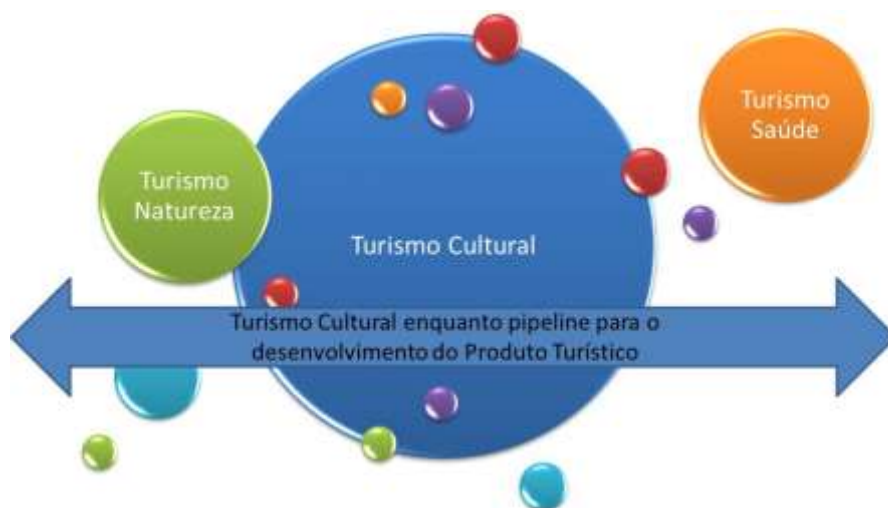 Turismo
Saúde
Turismo
Natureza
Turismo Cultural
Turismo Cultural enquanto pipeline para o
desenvolvimento do Produto Turístico